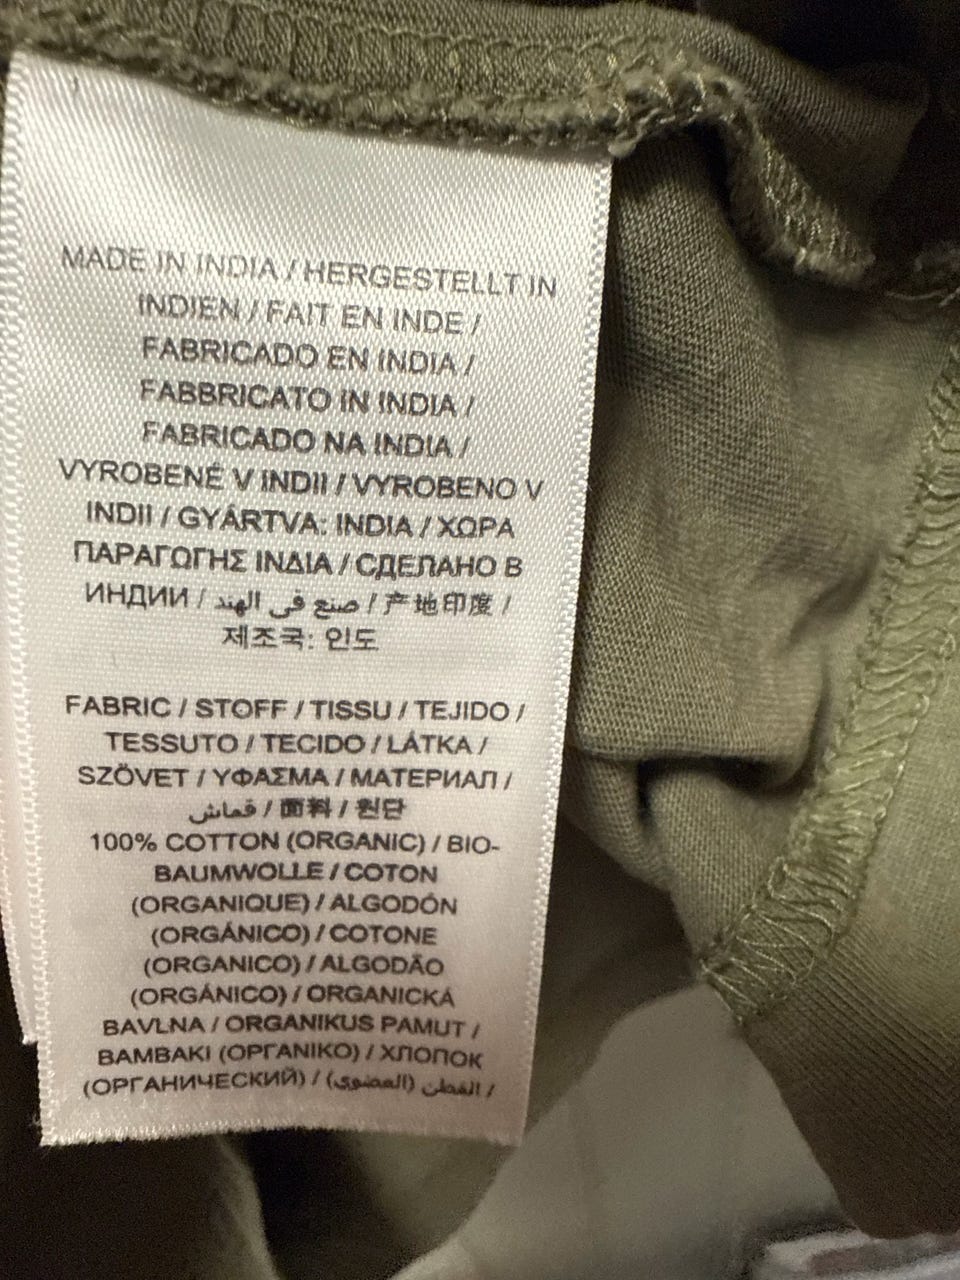 MADE IN INDIA / HERGESTELLT IN
INDIEN / FAIT EN INDE /
FABRICADO EN INDIA /
FABBRICATO IN INDIA /
FABRICADO NA INDIA /
VYROBENÉ V INDII / VYROBENO V
INDII / GYÁRTVA: INDIA / ΧΩΡΑ
ΠΑΡΑΓΩΓΗΣ ΙΝΔΙΑ / СДЕЛАНО В
ИНДИИ / صنع في الهند / 产地印度 /
제조국: 인도
FABRIC / STOFF / TISSU / TEJIDO /
TESSUTO / TECIDO / LÁTKA /
SZÖVET / ΥΦΑΣΜΑ / МАТЕРИАЛ /
قماش / 面料 / 원단
100% COTTON (ORGANIC) / BIO-
BAUMWOLLE / COTON
(ORGANIQUE) / ALGODÓN
(ORGÁNICO) / COTONE
(ORGANICO) / ALGODÃO
(ORGÁNICO) / ORGANICKÁ
BAVLNA / ORGANIKUS PAMUT /
ΒΑΜΒΑΚΙ (ΟΡΓΑΝΙΚΟ) / ХЛОПОК
(ОРГАНИЧЕСКИЙ) / القطن (العضوي) /